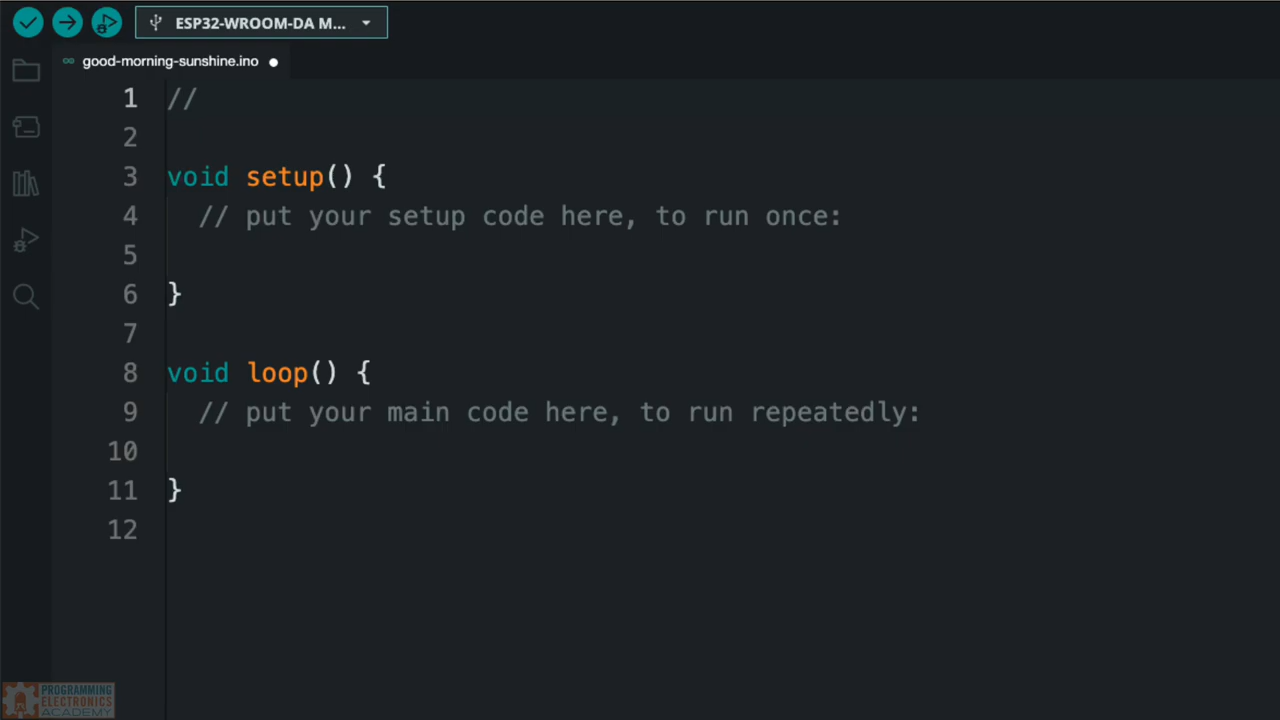 ESP32-WROOM-DA M...
good-morning-sunshine.ino
1 //
2
3 void setup() {
4 // put your setup code here, to run once:
5
6 }
7
8 void loop() {
9 // put your main code here, to run repeatedly:
10
11 }
12
PROGRAMMING
ELECTRONICS
ACADEMY